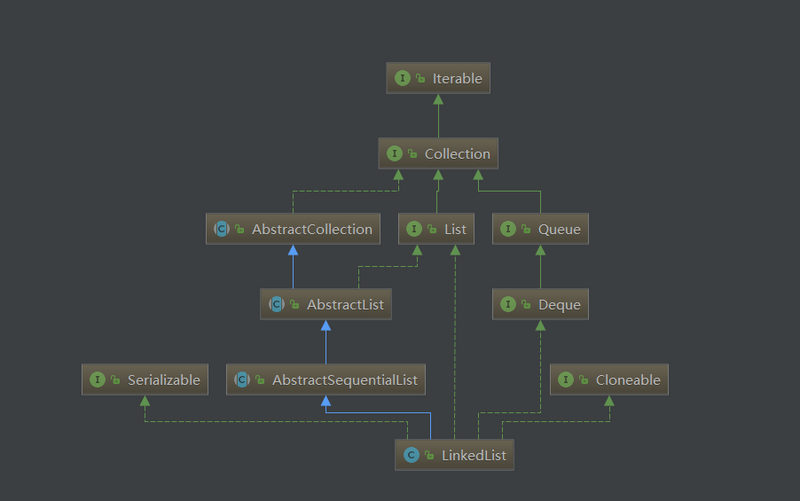 I Iterable
I Collection
C AbstractCollection
I List
I Queue
C AbstractList
I Deque
I Serializable
C AbstractSequentialList
I Cloneable
C LinkedList